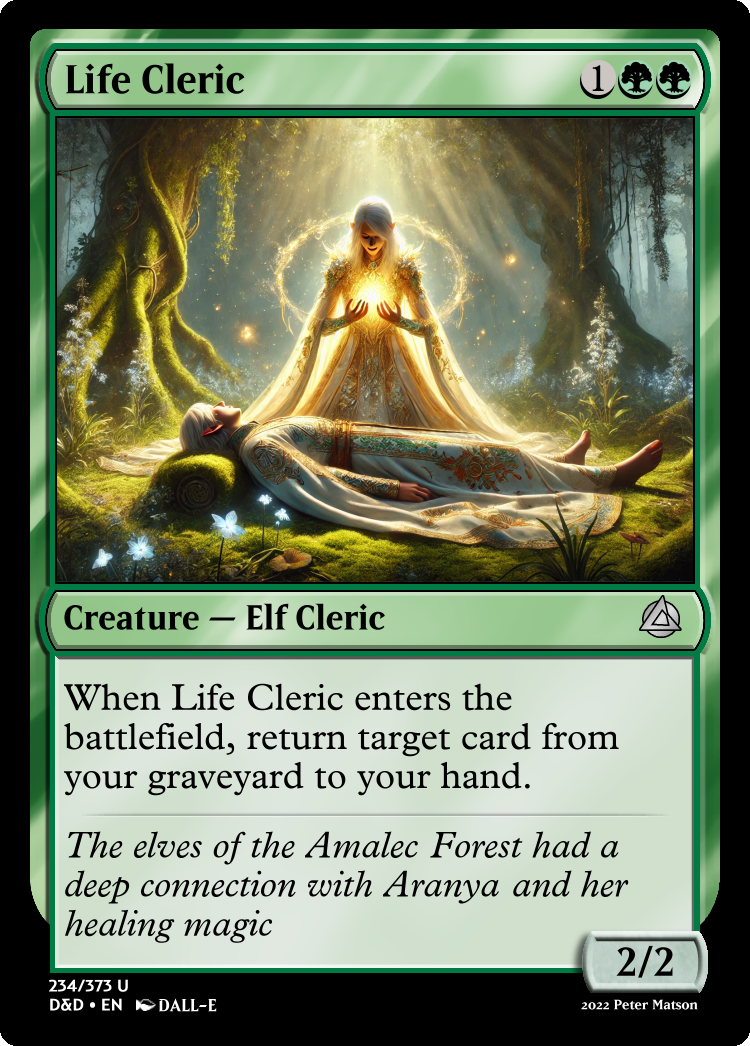 Life Cleric 1
Creature — Elf Cleric
When Life Cleric enters the
battlefield, return target card from
your graveyard to your hand.
The elves of the Amalec Forest had a
deep connection with Aranya and her
healing magic
2/2
234/373 U
D&D • EN DALL-E
2022 Peter Matson